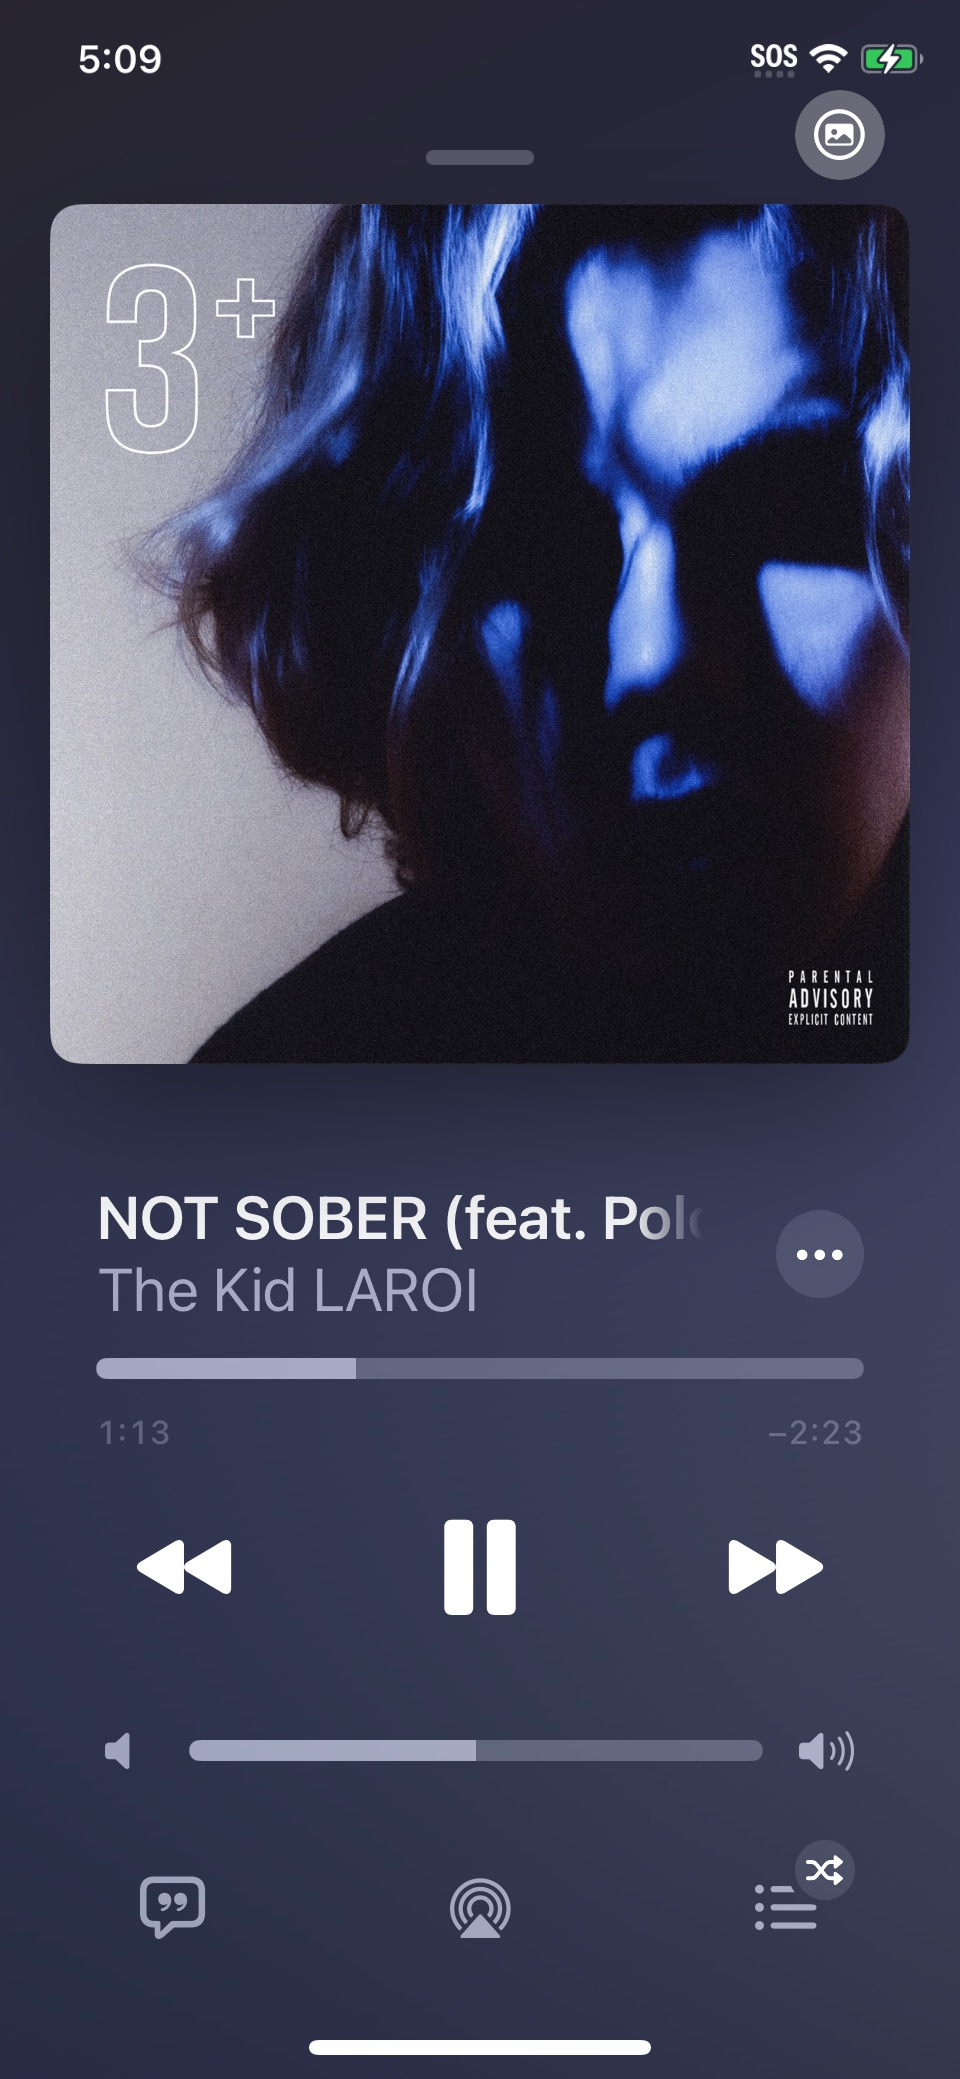 5:09
SOS
3+
PARENTAL
ADVISORY
EXPLICIT CONTENT
NOT SOBER (feat. Pol
The Kid LAROI
1:13
–2:23